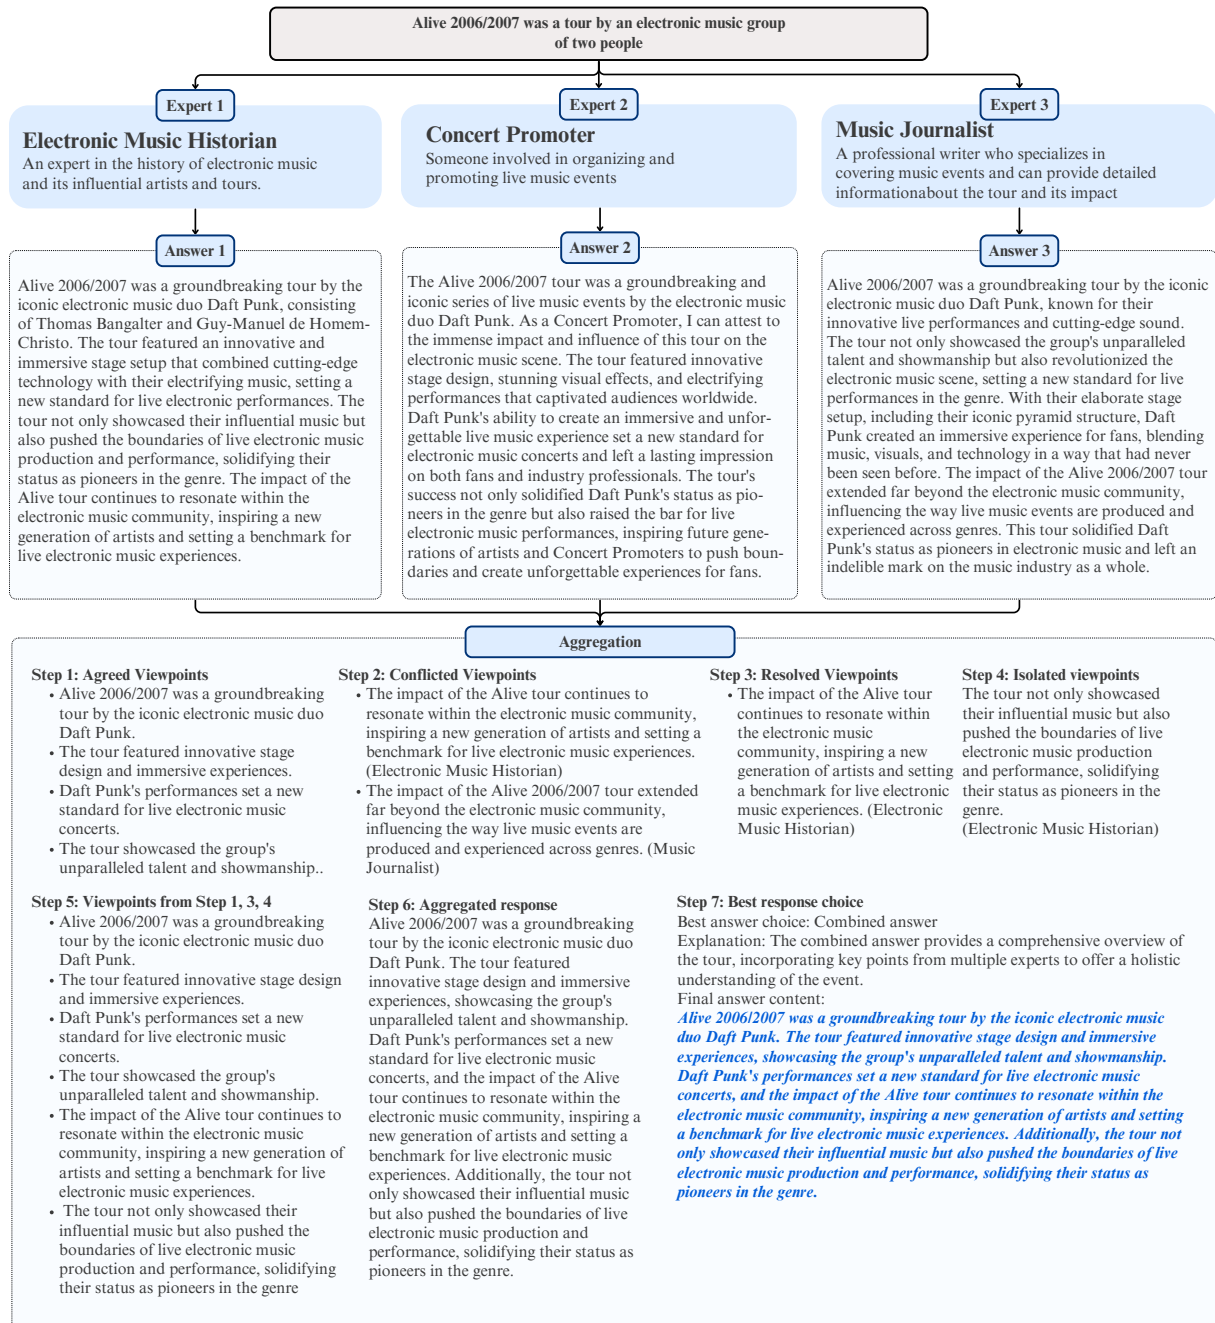 Alive 2006/2007 was a tour by an electronic music group
of two people
Expert 1
Electronic Music Historian
An expert in the history of electronic music
and its influential artists and tours.
Expert 2
Concert Promoter
Someone involved in organizing and
promoting live music events
Expert 3
Music Journalist
A professional writer who specializes in
covering music events and can provide detailed
informationabout the tour and its impact
Answer 1
Alive 2006/2007 was a groundbreaking tour by the
iconic electronic music duo Daft Punk, consisting
of Thomas Bangalter and Guy-Manuel de Homem-
Christo. The tour featured an innovative and
immersive stage setup that combined cutting-edge
technology with their electrifying music, setting a
new standard for live electronic performances. The
tour not only showcased their influential music but
also pushed the boundaries of live electronic music
production and performance, solidifying their
status as pioneers in the genre. The impact of the
Alive tour continues to resonate within the
electronic music community, inspiring a new
generation of artists and setting a benchmark for
live electronic music experiences.
Answer 2
The Alive 2006/2007 tour was a groundbreaking and
iconic series of live music events by the electronic music
duo Daft Punk. As a Concert Promoter, I can attest to
the immense impact and influence of this tour on the
electronic music scene. The tour featured innovative
stage design, stunning visual effects, and electrifying
performances that captivated audiences worldwide.
Daft Punk's ability to create an immersive and unfor-
gettable live music experience set a new standard for
electronic music concerts and left a lasting impression
on both fans and industry professionals. The tour's
success not only solidified Daft Punk's status as pio-
neers in the genre but also raised the bar for live
electronic music performances, inspiring future gene-
rations of artists and Concert Promoters to push boun-
daries and create unforgettable experiences for fans.
Answer 3
Alive 2006/2007 was a groundbreaking tour by the iconic
electronic music duo Daft Punk, known for their
innovative live performances and cutting-edge sound.
The tour not only showcased the group's unparalleled
talent and showmanship but also revolutionized the
electronic music scene, setting a new standard for live
performances in the genre. With their elaborate stage
setup, including their iconic pyramid structure, Daft
Punk created an immersive experience for fans, blending
music, visuals, and technology in a way that had never
been seen before. The impact of the Alive 2006/2007 tour
extended far beyond the electronic music community,
influencing the way live music events are produced and
experienced across genres. This tour solidified Daft
Punk's status as pioneers in electronic music and left an
indelible mark on the music industry as a whole.
Aggregation
Step 1: Agreed Viewpoints
• Alive 2006/2007 was a groundbreaking
tour by the iconic electronic music duo
Daft Punk.
• The tour featured innovative stage
design and immersive experiences.
• Daft Punk's performances set a new
standard for live electronic music
concerts.
• The tour showcased the group's
unparalleled talent and showmanship..
Step 2: Conflicted Viewpoints
• The impact of the Alive tour continues to
resonate within the electronic music community,
inspiring a new generation of artists and setting a
benchmark for live electronic music experiences.
(Electronic Music Historian)
• The impact of the Alive 2006/2007 tour extended
far beyond the electronic music community,
influencing the way live music events are
produced and experienced across genres. (Music
Journalist)
Step 3: Resolved Viewpoints
• The impact of the Alive tour
continues to resonate within
the electronic music
community, inspiring a new
generation of artists and setting
a benchmark for live electronic
music experiences. (Electronic
Music Historian)
Step 4: Isolated viewpoints
The tour not only showcased
their influential music but also
pushed the boundaries of live
electronic music production
and performance, solidifying
their status as pioneers in the
genre.
(Electronic Music Historian)
Step 5: Viewpoints from Step 1, 3, 4
• Alive 2006/2007 was a groundbreaking
tour by the iconic electronic music duo
Daft Punk.
• The tour featured innovative stage design
and immersive experiences.
• Daft Punk's performances set a new
standard for live electronic music
concerts.
• The tour showcased the group's
unparalleled talent and showmanship.
• The impact of the Alive tour continues to
resonate within the electronic music
community, inspiring a new generation of
artists and setting a benchmark for live
electronic music experiences.
• The tour not only showcased their
influential music but also pushed the
boundaries of live electronic music
production and performance, solidifying
their status as pioneers in the genre
Step 6: Aggregated response
Alive 2006/2007 was a groundbreaking
tour by the iconic electronic music duo
Daft Punk. The tour featured
innovative stage design and immersive
experiences, showcasing the group's
unparalleled talent and showmanship.
Daft Punk's performances set a new
standard for live electronic music
concerts, and the impact of the Alive
tour continues to resonate within the
electronic music community, inspiring a
new generation of artists and setting a
benchmark for live electronic music
experiences. Additionally, the tour not
only showcased their influential music
but also pushed the boundaries of live
electronic music production and
performance, solidifying their status as
pioneers in the genre.
Step 7: Best response choice
Best answer choice: Combined answer
Explanation: The combined answer provides a comprehensive overview of
the tour, incorporating key points from multiple experts to offer a holistic
understanding of the event.
Final answer content:
Alive 2006/2007 was a groundbreaking tour by the iconic electronic music
duo Daft Punk. The tour featured innovative stage design and immersive
experiences, showcasing the group's unparalleled talent and showmanship.
Daft Punk's performances set a new standard for live electronic music
concerts, and the impact of the Alive tour continues to resonate within the
electronic music community, inspiring a new generation of artists and setting
a benchmark for live electronic music experiences. Additionally, the tour not
only showcased their influential music but also pushed the boundaries of live
electronic music production and performance, solidifying their status as
pioneers in the genre.